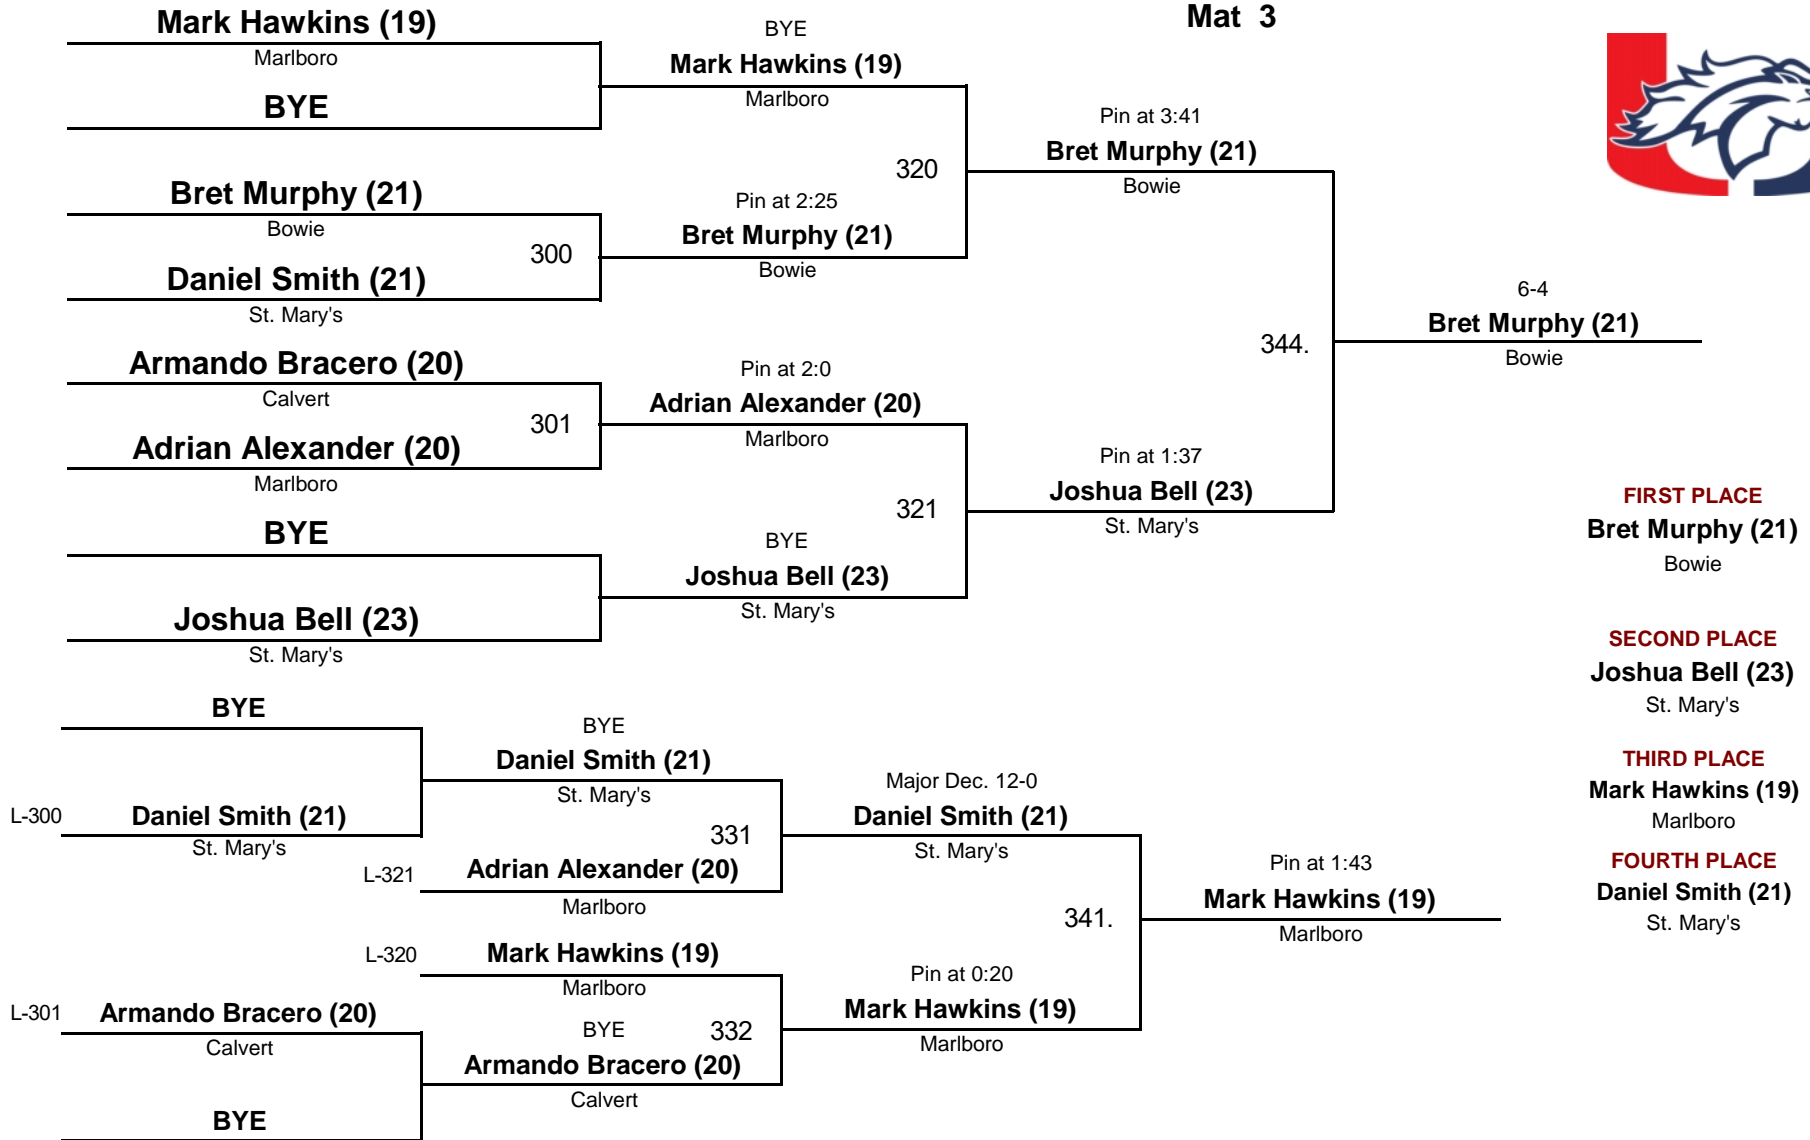 Mat 3
Mark Hawkins (19)
Marlboro
BYE
Bret Murphy (21)
Bowie
300
Daniel Smith (21)
St. Mary's
Armando Bracero (20)
Calvert
301
Adrian Alexander (20)
Marlboro
BYE
Joshua Bell (23)
St. Mary's
BYE
Mark Hawkins (19)
Marlboro
320
Pin at 2:25
Bret Murphy (21)
Bowie
Pin at 2:0
Adrian Alexander (20)
Marlboro
321
BYE
Joshua Bell (23)
St. Mary's
Pin at 3:41
Bret Murphy (21)
Bowie
344.
Pin at 1:37
Joshua Bell (23)
St. Mary's
6-4
Bret Murphy (21)
Bowie
BYE
L-300
Daniel Smith (21)
St. Mary's
L-301
Armando Bracero (20)
Calvert
BYE
BYE
Daniel Smith (21)
St. Mary's
331
L-321
Adrian Alexander (20)
Marlboro
L-320
Mark Hawkins (19)
Marlboro
BYE
332
Armando Bracero (20)
Calvert
Major Dec. 12-0
Daniel Smith (21)
St. Mary's
341.
Pin at 0:20
Mark Hawkins (19)
Marlboro
Pin at 1:43
Mark Hawkins (19)
Marlboro
FIRST PLACE
Bret Murphy (21)
Bowie
SECOND PLACE
Joshua Bell (23)
St. Mary's
THIRD PLACE
Mark Hawkins (19)
Marlboro
FOURTH PLACE
Daniel Smith (21)
St. Mary's